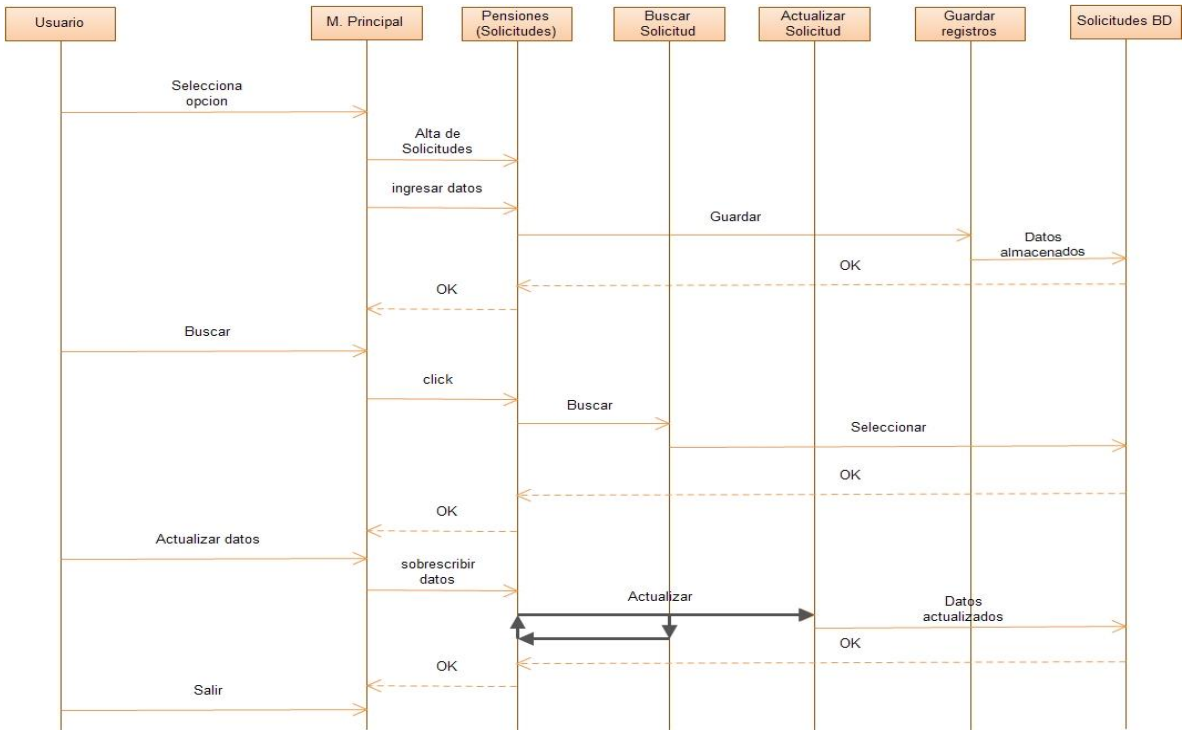 Usuario
M. Principal
Pensiones
(Solicitudes)
Buscar
Solicitud
Actualizar
Solicitud
Guardar
registros
Solicitudes BD
Selecciona
opcion
Alta de
Solicitudes
ingresar datos
Guardar
Datos
almacenados
OK
OK
Buscar
click
Buscar
Seleccionar
OK
OK
Actualizar datos
sobrescribir
datos
Actualizar
Datos
actualizados
OK
OK
Salir